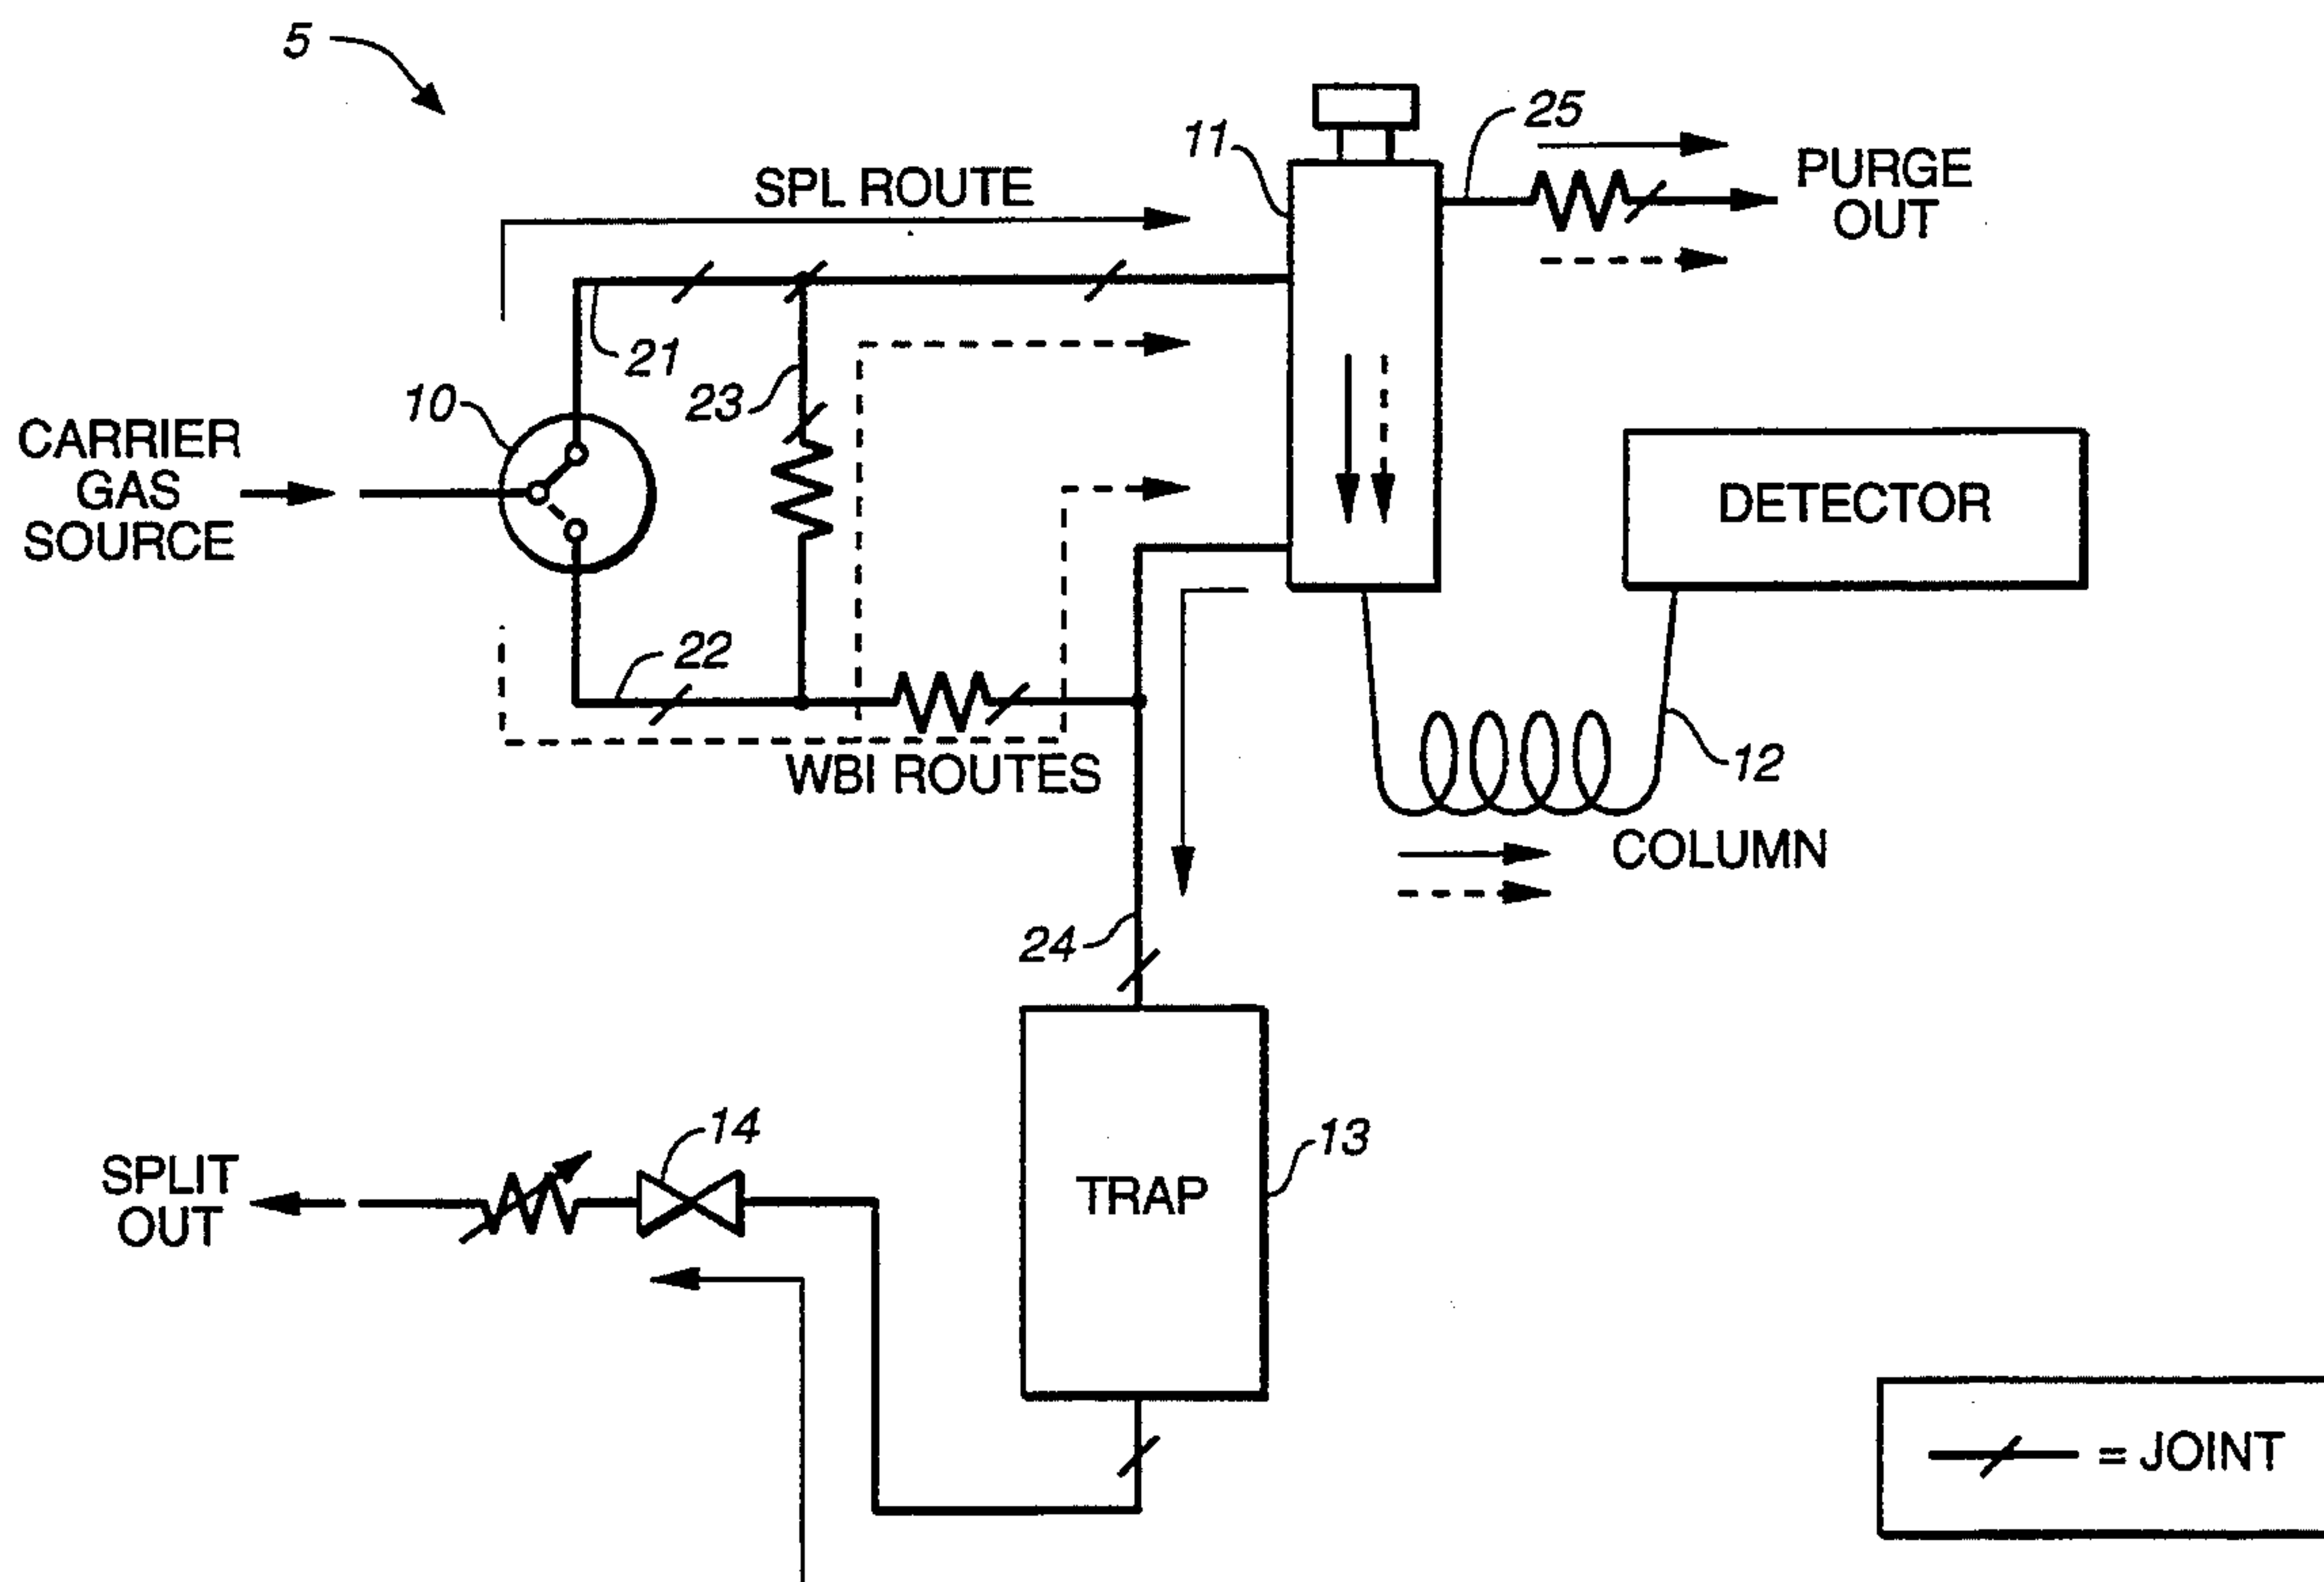 5
11
25
SPL ROUTE
PURGE
OUT
21
23
10
CARRIER
GAS
SOURCE
DETECTOR
22
WBI ROUTES
12
COLUMN
24
14
13
SPLIT
OUT
TRAP
= JOINT